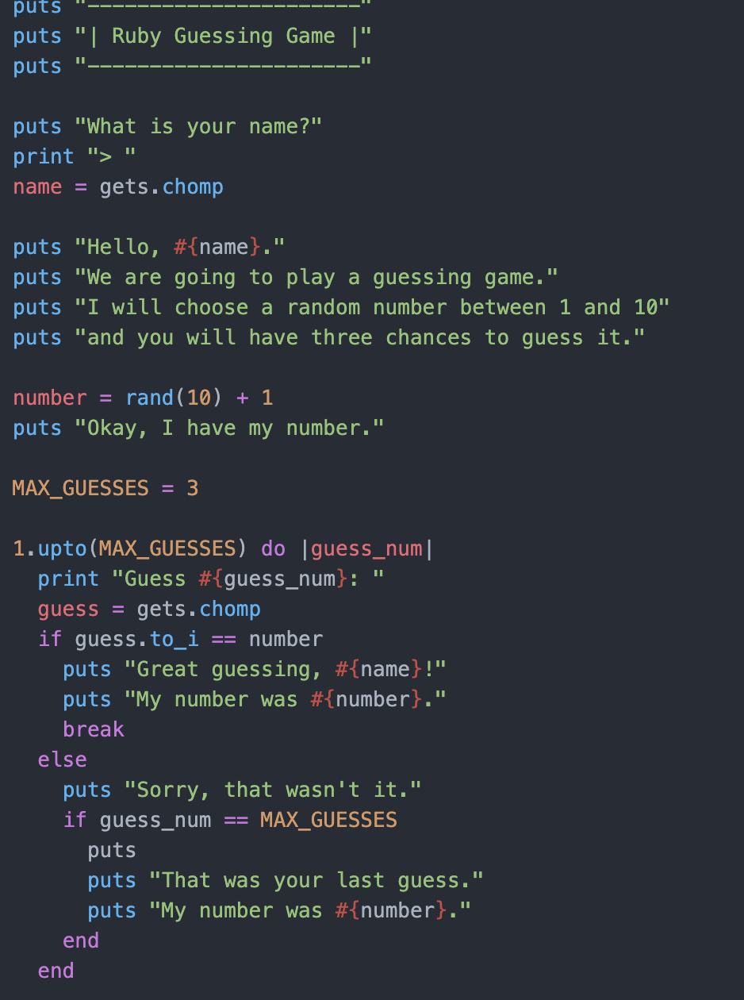 puts "----------------------"
puts "| Ruby Guessing Game |"
puts "----------------------"
puts "What is your name?"
print "> "
name = gets.chomp
puts "Hello, #{name}."
puts "We are going to play a guessing game."
puts "I will choose a random number between 1 and 10"
puts "and you will have three chances to guess it."
number = rand(10) + 1
puts "Okay, I have my number."
MAX_GUESSES = 3
1.upto(MAX_GUESSES) do |guess_num|
  print "Guess #{guess_num}: "
  guess = gets.chomp
  if guess.to_i == number
    puts "Great guessing, #{name}!"
    puts "My number was #{number}."
    break
  else
    puts "Sorry, that wasn't it."
    if guess_num == MAX_GUESSES
      puts
      puts "That was your last guess."
      puts "My number was #{number}."
    end
  end